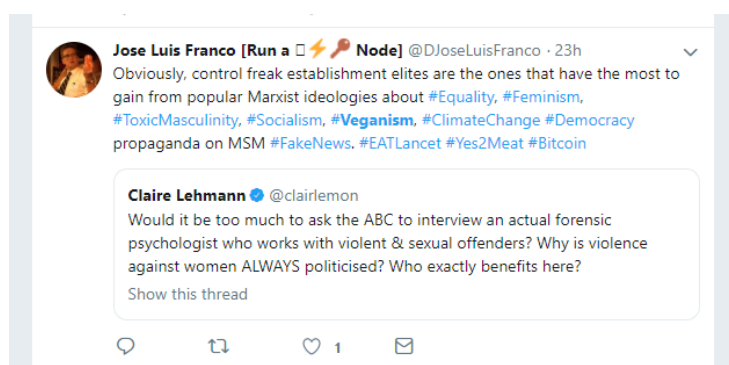 Jose Luis Franco [Run a ⚡🔑 Node] @DJoseLuisFranco · 23h
Obviously, control freak establishment elites are the ones that have the most to
gain from popular Marxist ideologies about #Equality, #Feminism,
#ToxicMasculinity, #Socialism, #Veganism, #ClimateChange #Democracy
propaganda on MSM #FakeNews. #EATLancet #Yes2Meat #Bitcoin
Claire Lehmann @clairlemon
Would it be too much to ask the ABC to interview an actual forensic
psychologist who works with violent & sexual offenders? Why is violence
against women ALWAYS politicised? Who exactly benefits here?
Show this thread
1